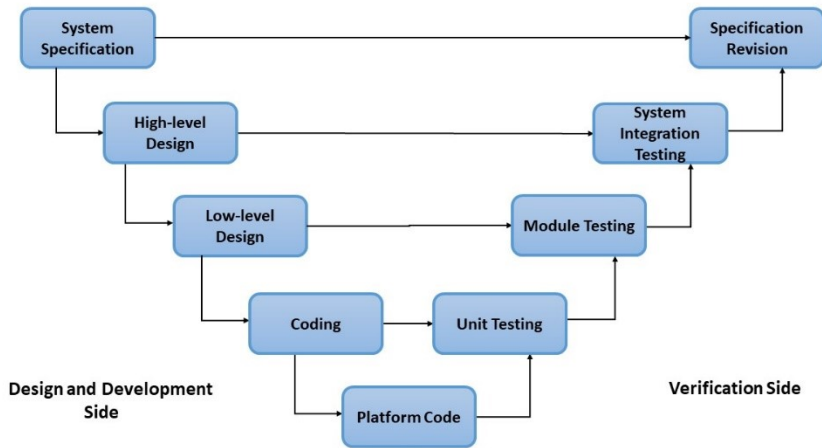 System
Specification
Specification
Revision
High-level
Design
System
Integration
Testing
Low-level
Design
Module Testing
Coding
Unit Testing
Design and Development
Side
Platform Code
Verification Side